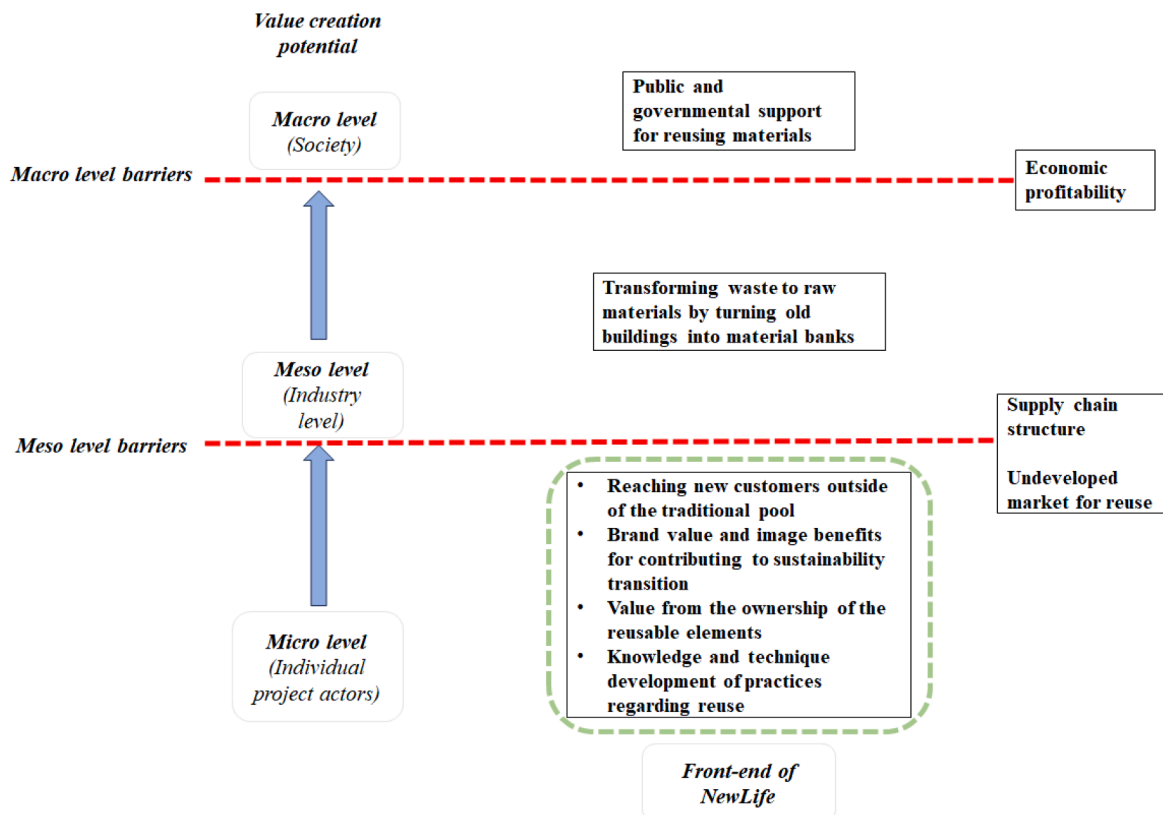 Value creation
potential
Macro level
(Society)
Public and
governmental support
for reusing materials
Macro level barriers
Economic
profitability
Transforming waste to raw
materials by turning old
buildings into material banks
Meso level
(Industry
level)
Meso level barriers
Supply chain
structure
Undeveloped
market for reuse
• Reaching new customers outside
of the traditional pool
• Brand value and image benefits
for contributing to sustainability
transition
• Value from the ownership of the
reusable elements
• Knowledge and technique
development of practices
regarding reuse
Micro level
(Individual
project actors)
Front-end of
NewLife